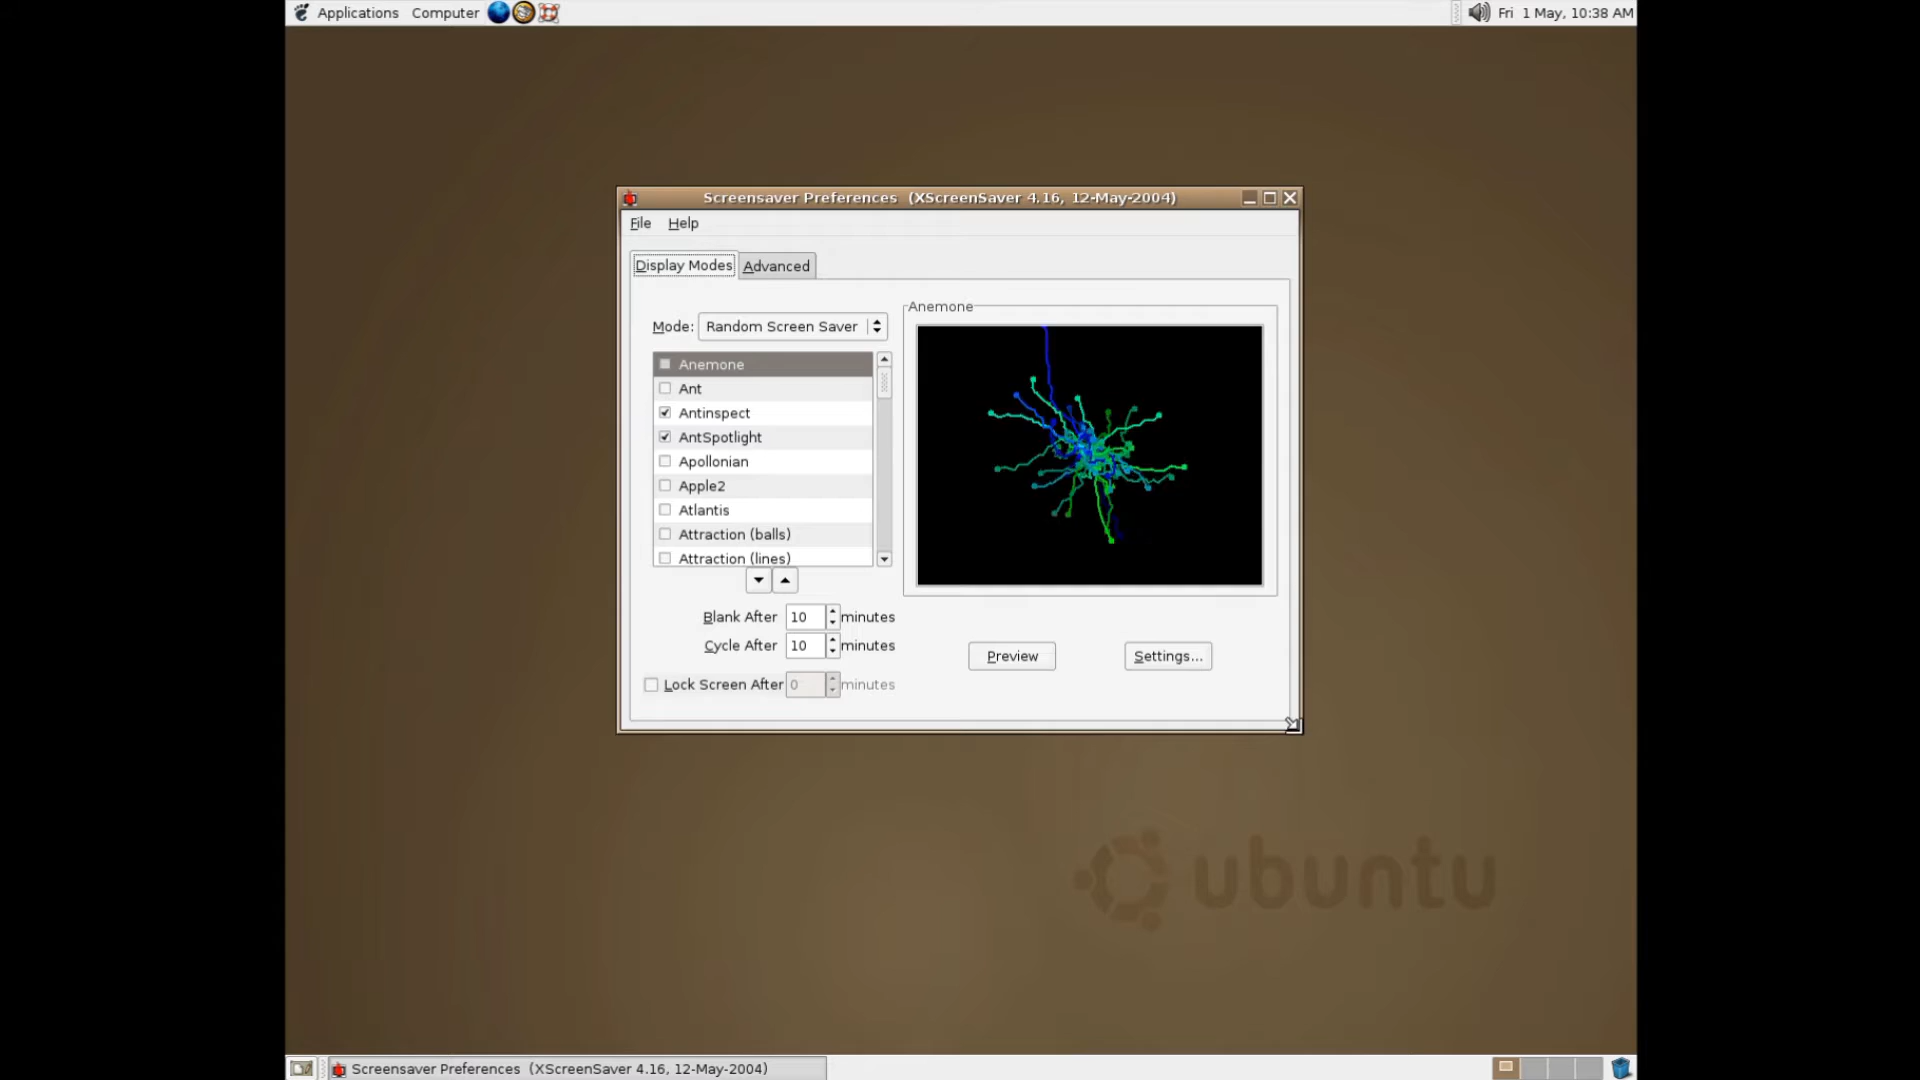 Applications Computer Fri 1 May, 10:38 AM
Screensaver Preferences (XScreenSaver 4.16, 12-May-2004)
File Help
Display Modes Advanced
Mode: Random Screen Saver
Anemone
Ant
Antinspect
AntSpotlight
Apollonian
Apple2
Atlantis
Attraction (balls)
Attraction (lines)
Anemone
Blank After 10 minutes
Cycle After 10 minutes
Lock Screen After 0 minutes
Preview Settings...
ubuntu
Screensaver Preferences (XScreenSaver 4.16, 12-May-2004)